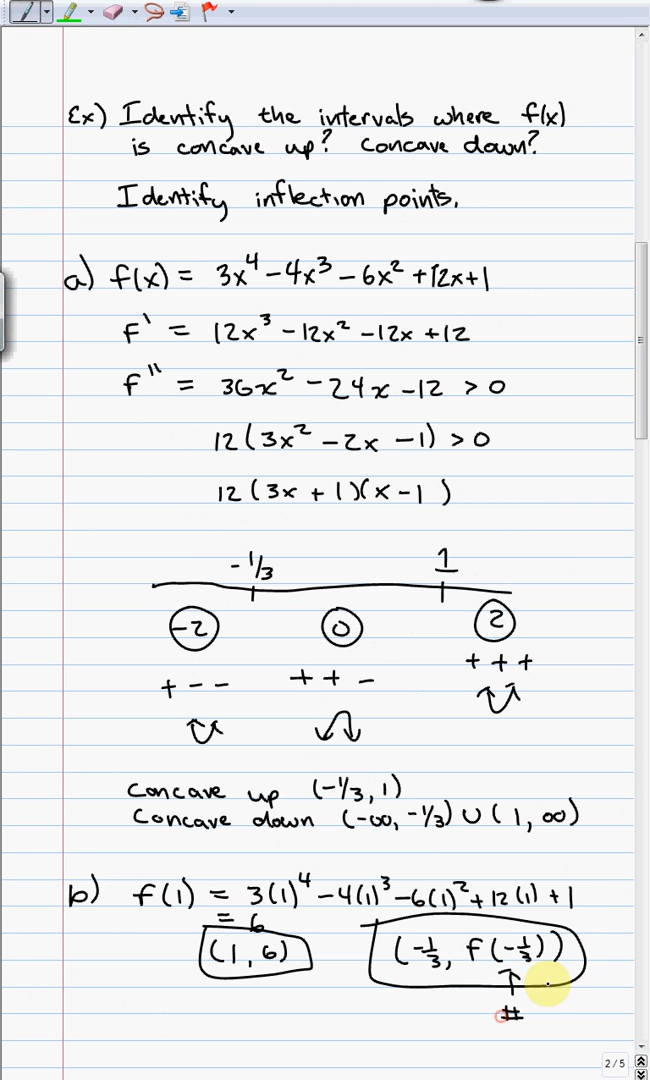 Ex) Identify the intervals where f(x)
is concave up? Concave down?
Identify inflection points.
a) f(x) = 3x⁴ - 4x³ - 6x² + 12x + 1
f' = 12x³ - 12x² - 12x + 12
f'' = 36x² - 24x - 12 > 0
12(3x² - 2x - 1) > 0
12(3x + 1)(x - 1)
-1/3 1
-2 0 2
+ - - + + - + + +
concave up (-1/3, 1)
concave down (-∞, -1/3) ∪ (1, ∞)
b) f(1) = 3(1)⁴ - 4(1)³ - 6(1)² + 12(1) + 1
= 6
(1, 6) (-1/3, f(-1/3))
#
2 / 5